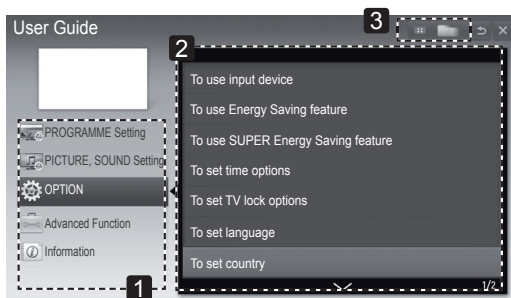 User Guide
3
2
To use input device
To use Energy Saving feature
To use SUPER Energy Saving feature
To set time options
To set TV lock options
To set language
To set country
1/2
PROGRAMME Setting
PICTURE, SOUND Setting
OPTION
Advanced Function
Information
1